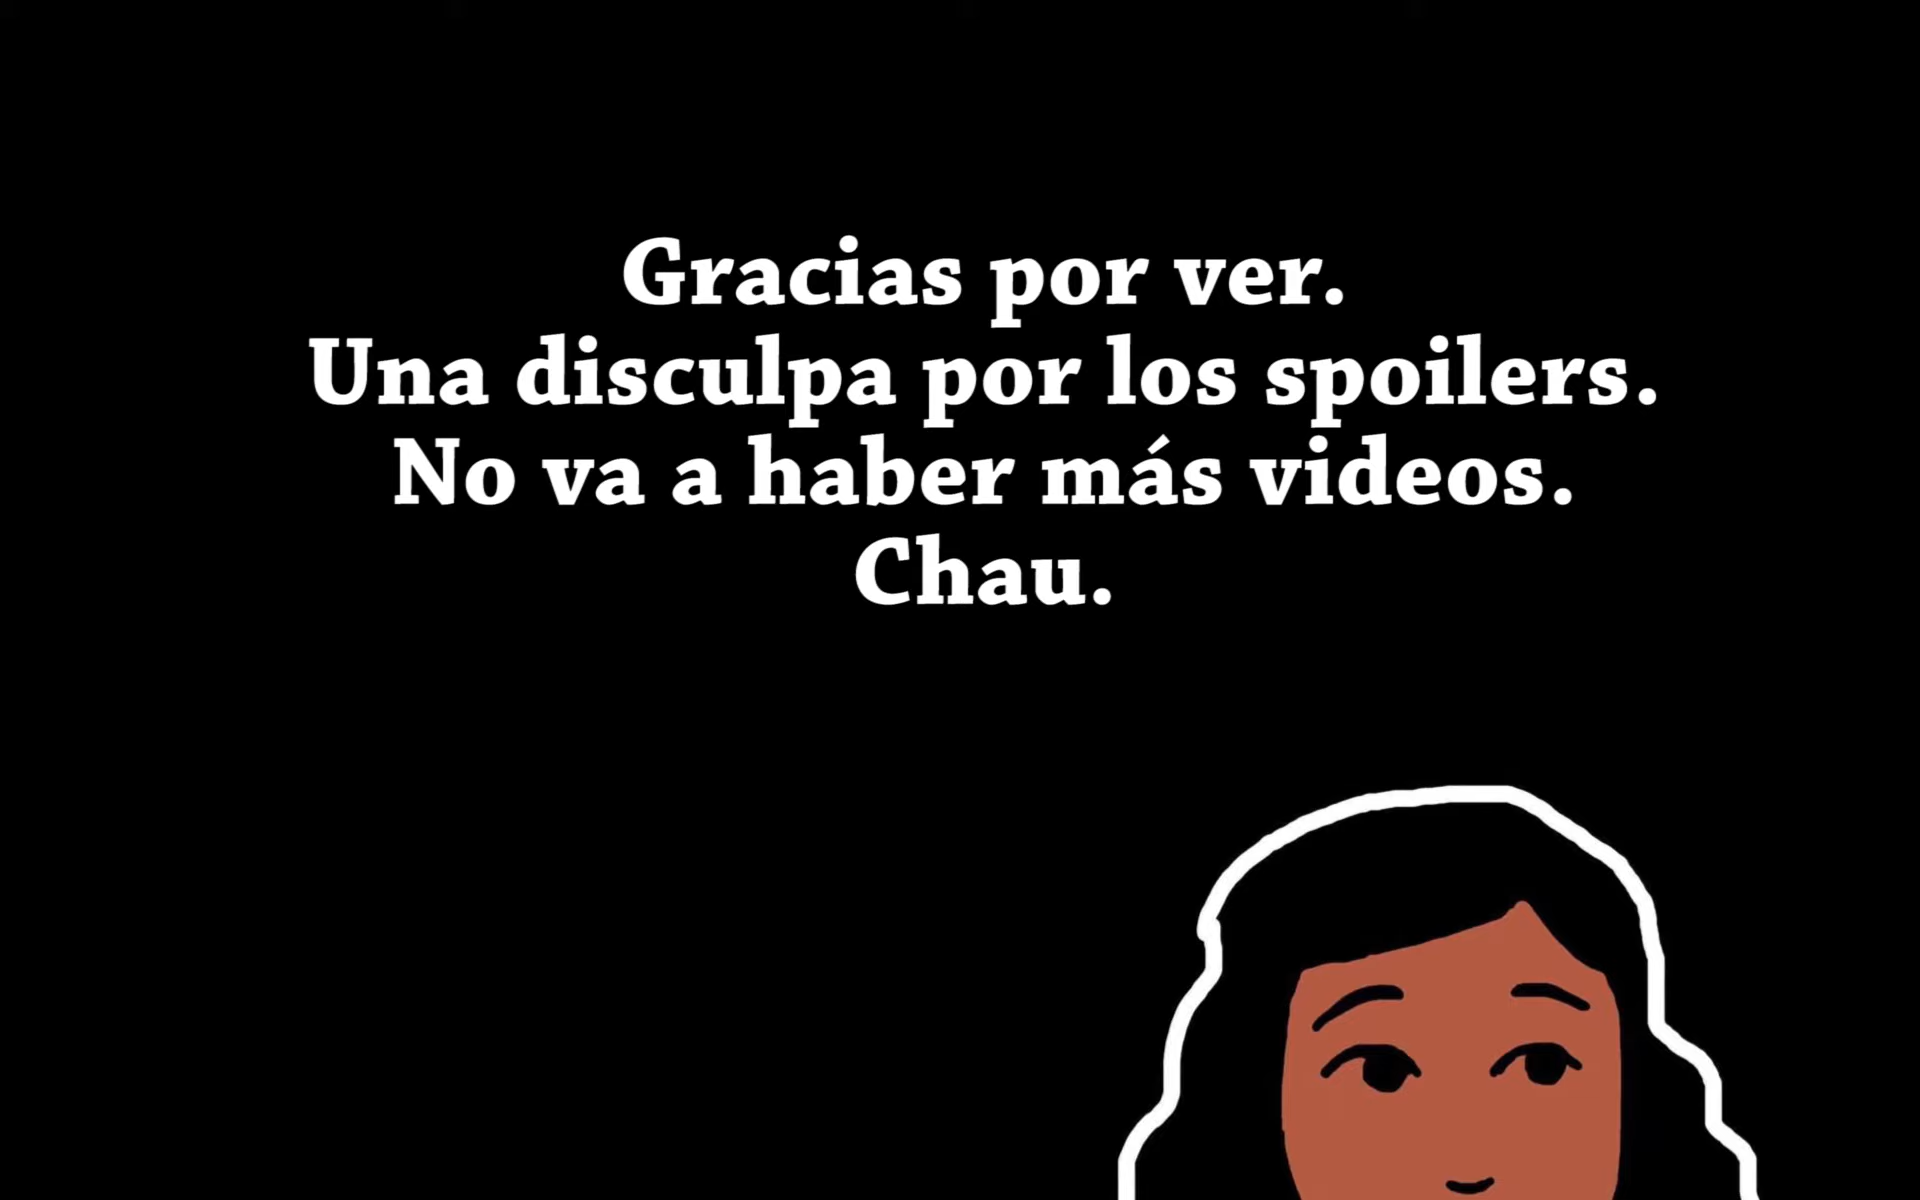 Gracias por ver.
Una disculpa por los spoilers.
No va a haber más videos.
Chau.